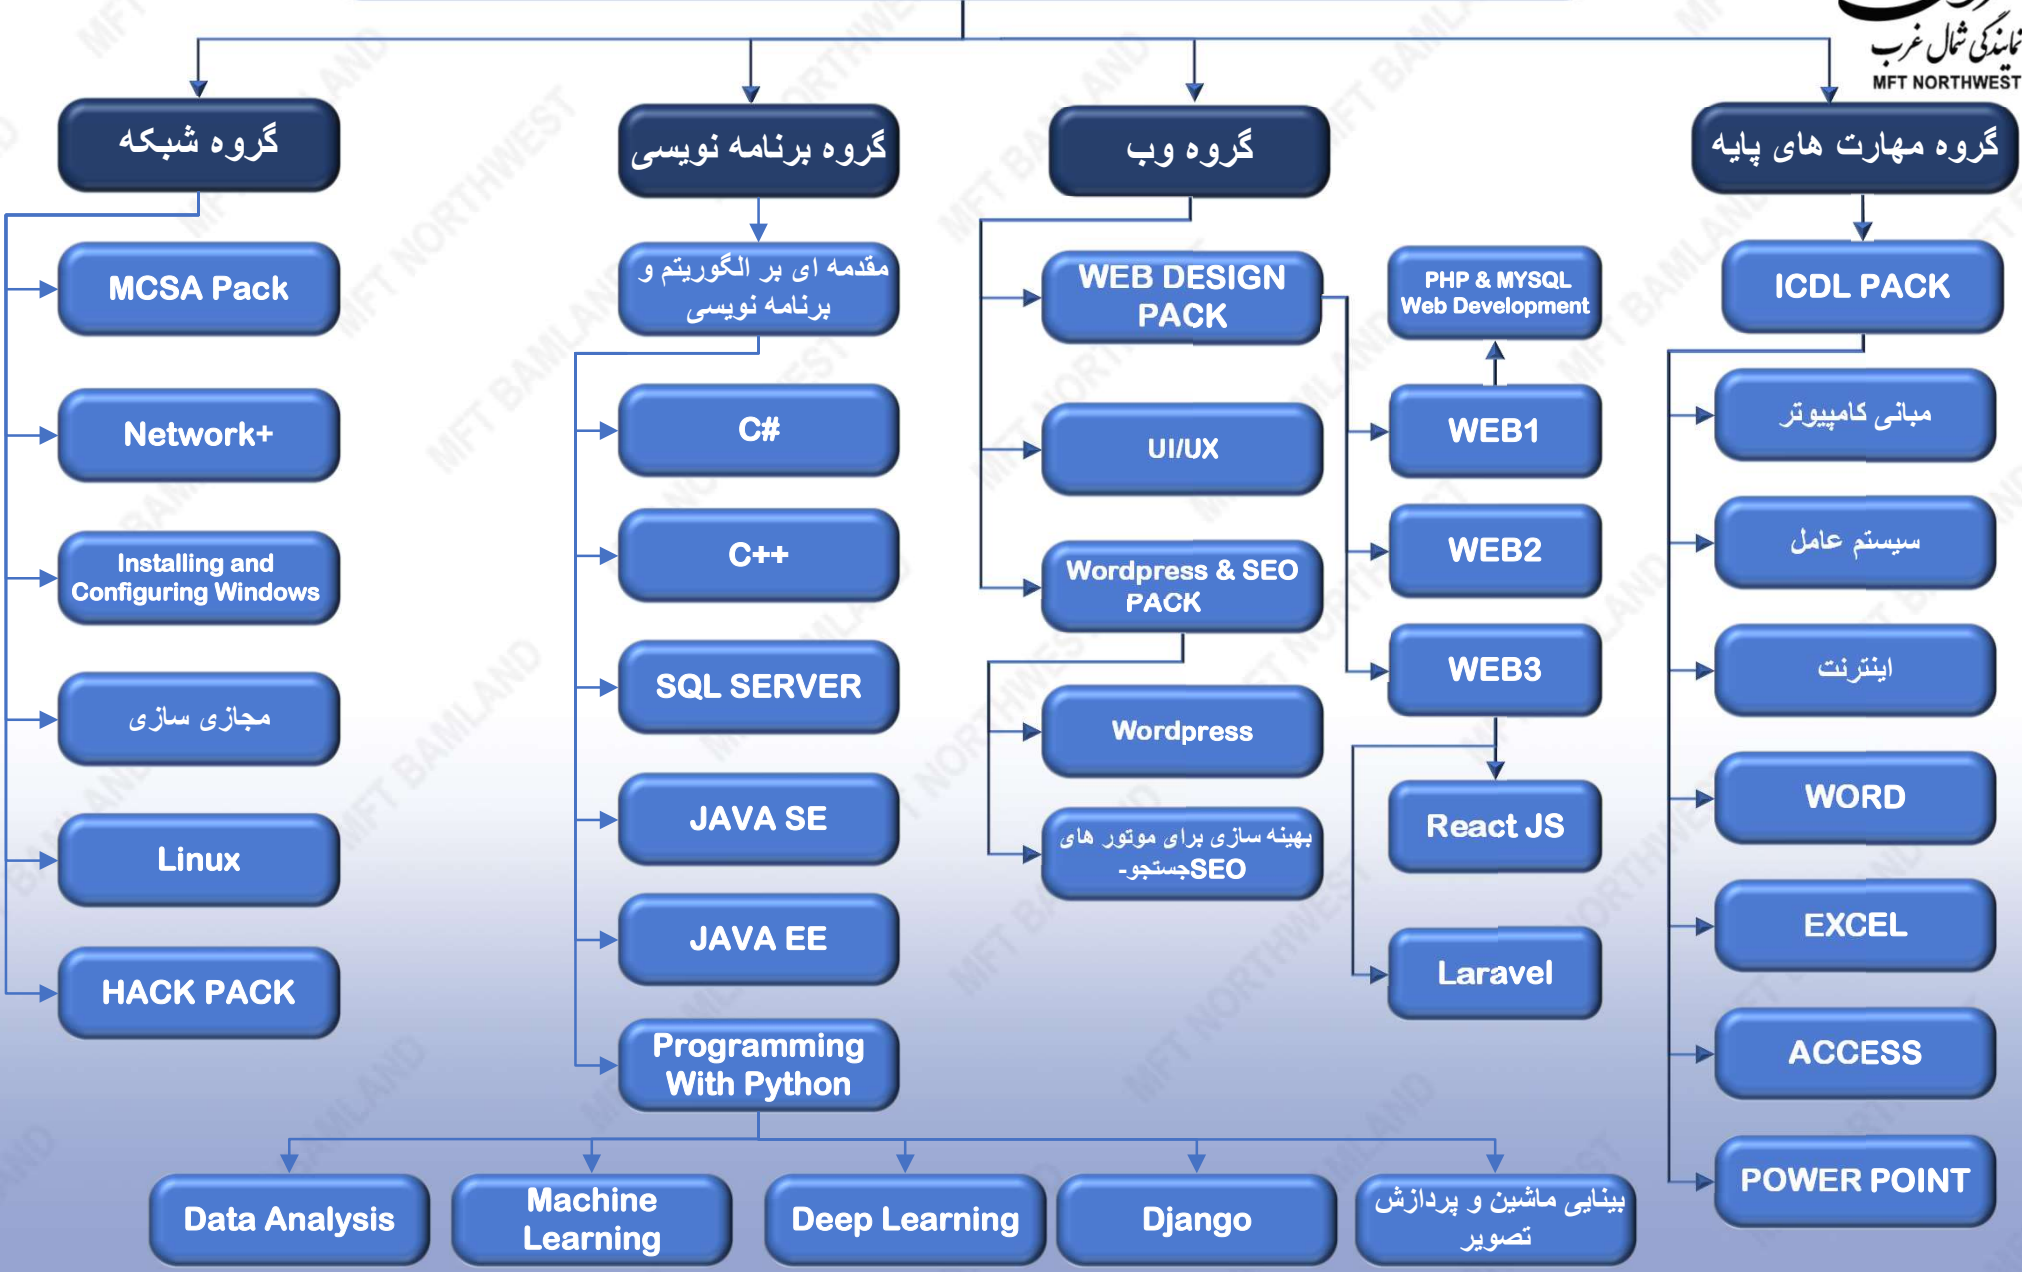 نمایندگی شمال غرب
MFT NORTHWEST
گروه شبکه
MCSA Pack
Network+
Installing and
Configuring Windows
مجازی سازی
Linux
HACK PACK
گروه برنامه نویسی
مقدمه ای بر الگوریتم و
برنامه نویسی
C#
C++
SQL SERVER
JAVA SE
JAVA EE
Programming
With Python
Data Analysis
Machine
Learning
Deep Learning
Django
بینایی ماشین و پردازش
تصویر
گروه وب
WEB DESIGN
PACK
UI/UX
Wordpress & SEO
PACK
Wordpress
بهینه سازی برای موتور های
جستجو-SEO
PHP & MYSQL
Web Development
WEB1
WEB2
WEB3
React JS
Laravel
گروه مهارت های پایه
ICDL PACK
مبانی کامپیوتر
سیستم عامل
اینترنت
WORD
EXCEL
ACCESS
POWER POINT